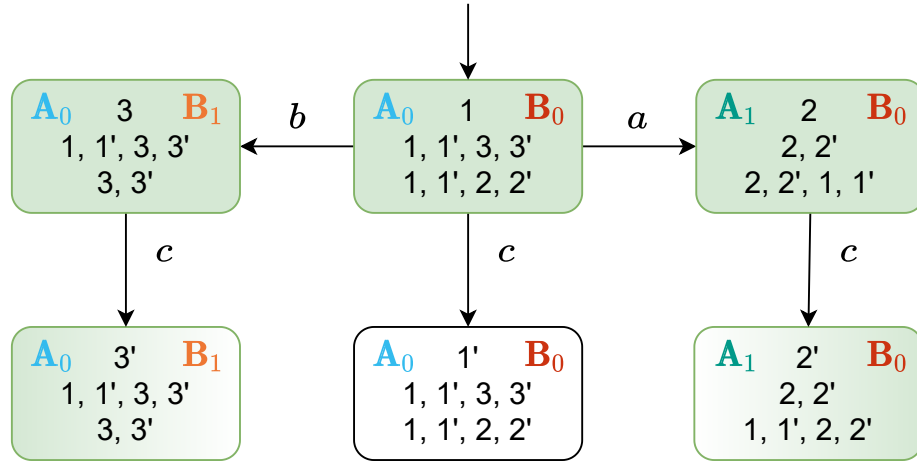 A₀ 3 B₁
1, 1', 3, 3'
3, 3'
b
A₀ 1 B₀
1, 1', 3, 3'
1, 1', 2, 2'
a
A₁ 2 B₀
2, 2'
2, 2', 1, 1'
c
c
c
A₀ 3' B₁
1, 1', 3, 3'
3, 3'
A₀ 1' B₀
1, 1', 3, 3'
1, 1', 2, 2'
A₁ 2' B₀
2, 2'
1, 1', 2, 2'